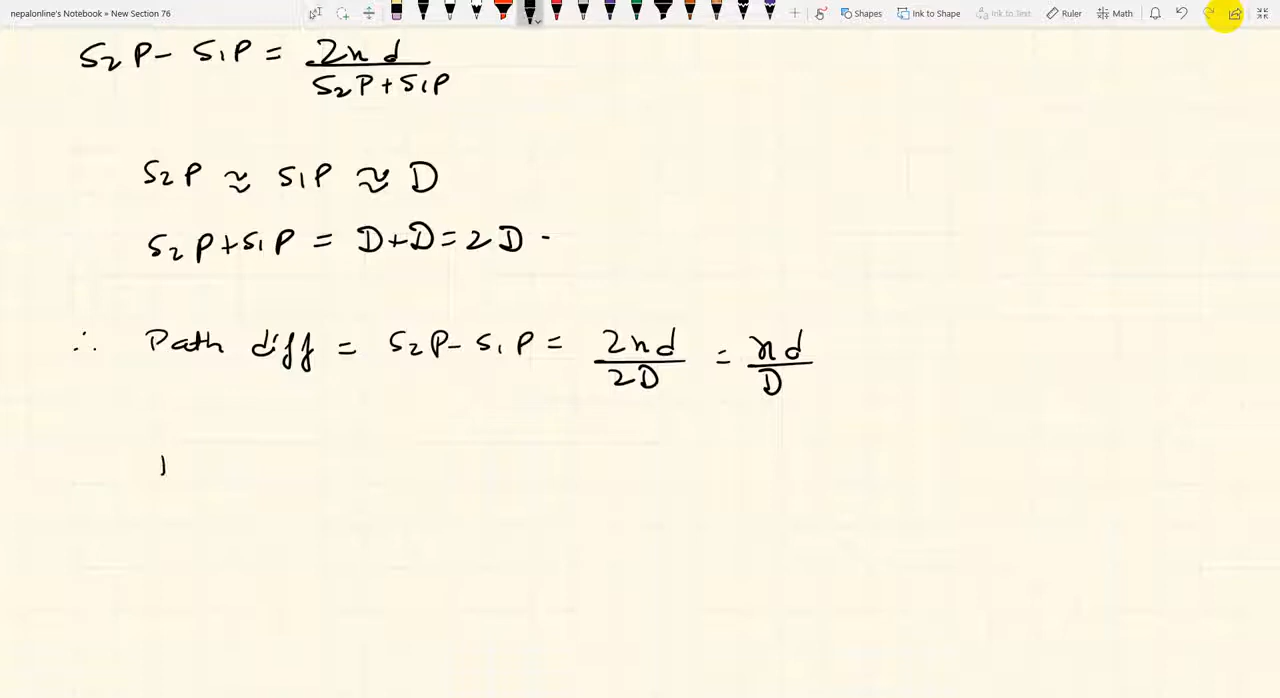 nepalonline's Notebook » New Section 76
Shapes Ink to Shape Ink to Text Ruler Math
S₂P - S₁P = 2xd / (S₂P + S₁P)
S₂P ≈ S₁P ≈ D
S₂P + S₁P = D + D = 2D -
∴ Path diff = S₂P - S₁P = 2xd / 2D = xd / D